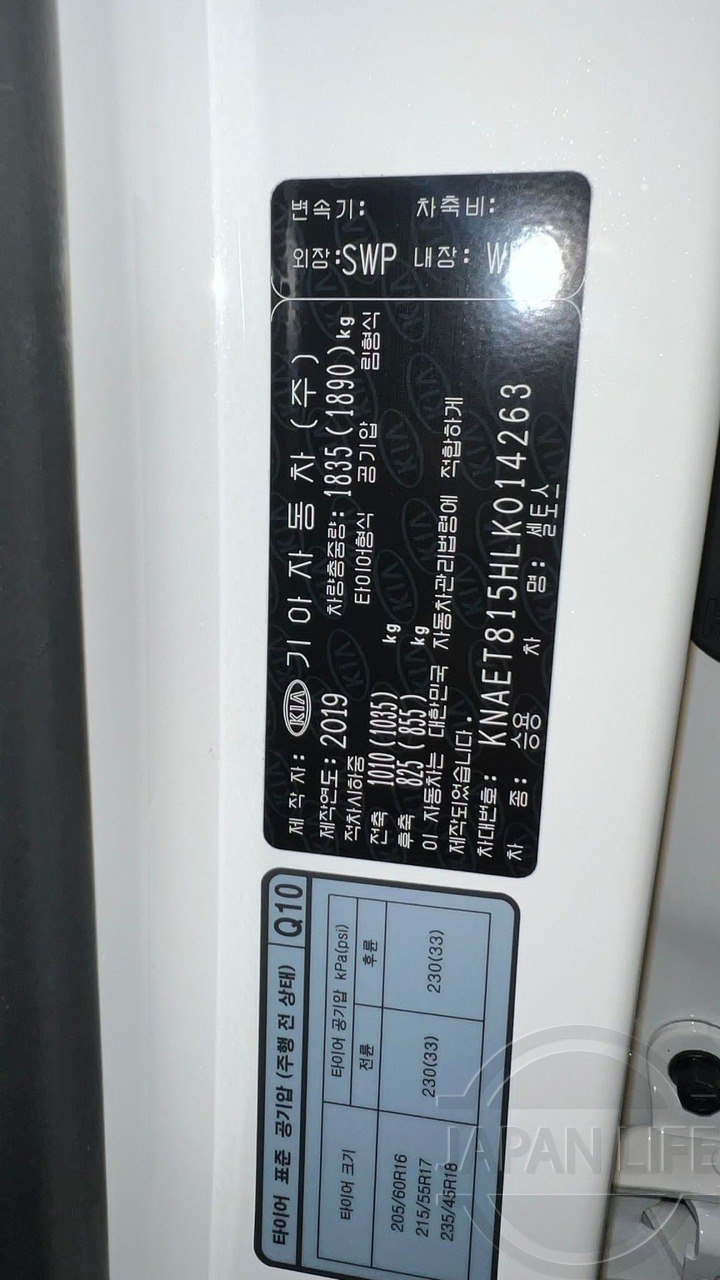 변속기: 차축비:
외장:SWP 내장: W
제 작 자: KIA 기아자동차(주)
제작연도: 2019 차량총중량: 1835(1890)kg
적차시하중 타이어형식 공기압 림형식
전축 1010(1035) kg
후축 825(855) kg
이 자동차는 대한민국 자동차관리법령에 적합하게
제작되었습니다.
차대번호: KNAET815HLK014263
차 종: 승용 차 명: 셀토스
타이어 표준 공기압 (주행 전 상태) Q10
타이어 크기 타이어 공기압 kPa(psi)
전륜 후륜
205/60R16
215/55R17 230(33) 230(33)
235/45R18
JAPAN LIFE